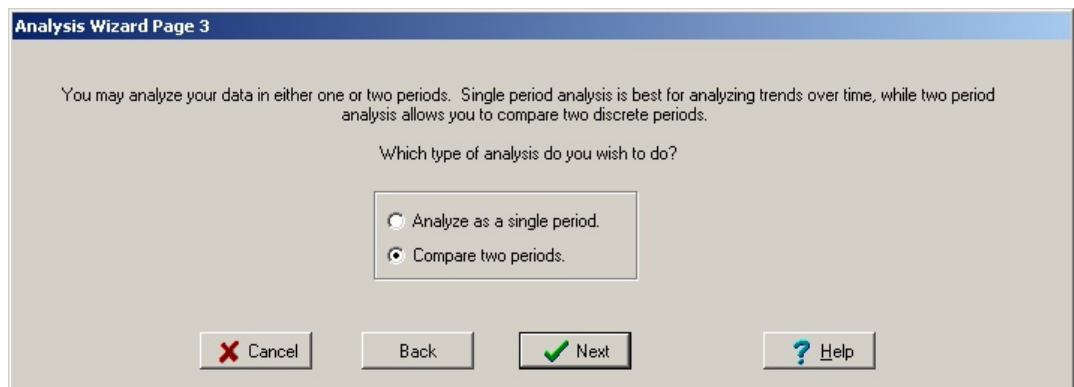 Analysis Wizard Page 3
You may analyze your data in either one or two periods. Single period analysis is best for analyzing trends over time, while two period
analysis allows you to compare two discrete periods.
Which type of analysis do you wish to do?
Analyze as a single period.
Compare two periods.
Cancel
Back
Next
Help